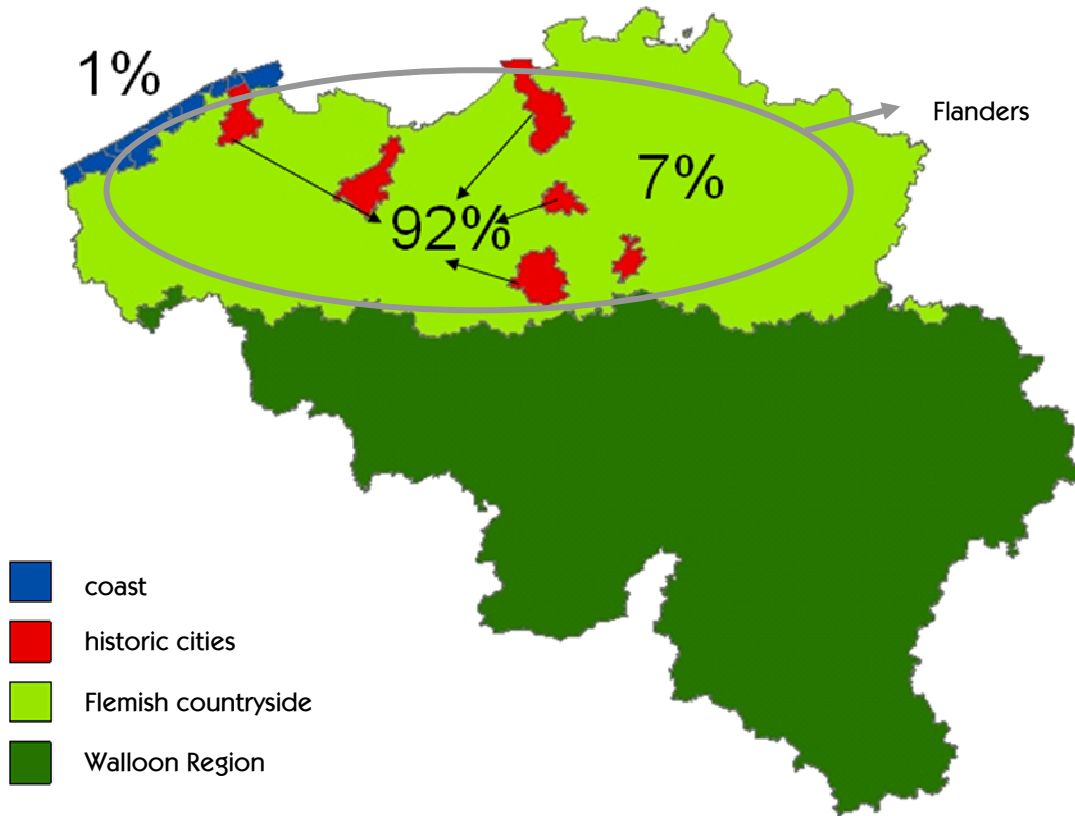 1%
Flanders
7%
92%
coast
historic cities
Flemish countryside
Walloon Region